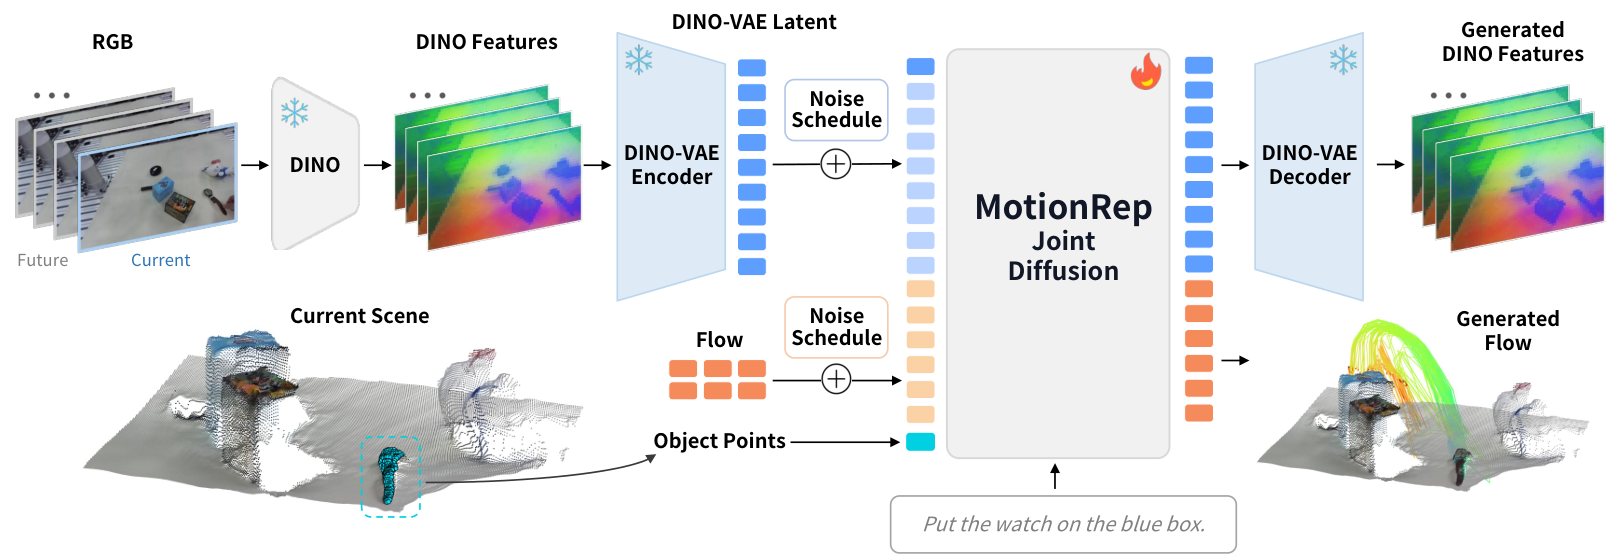 RGB
DINO Features
DINO-VAE Latent
Generated
DINO Features
Noise
Schedule
DINO
DINO-VAE
Encoder
DINO-VAE
Decoder
MotionRep
Joint
Diffusion
Future
Current
Current Scene
Flow
Noise
Schedule
Generated
Flow
Object Points
Put the watch on the blue box.